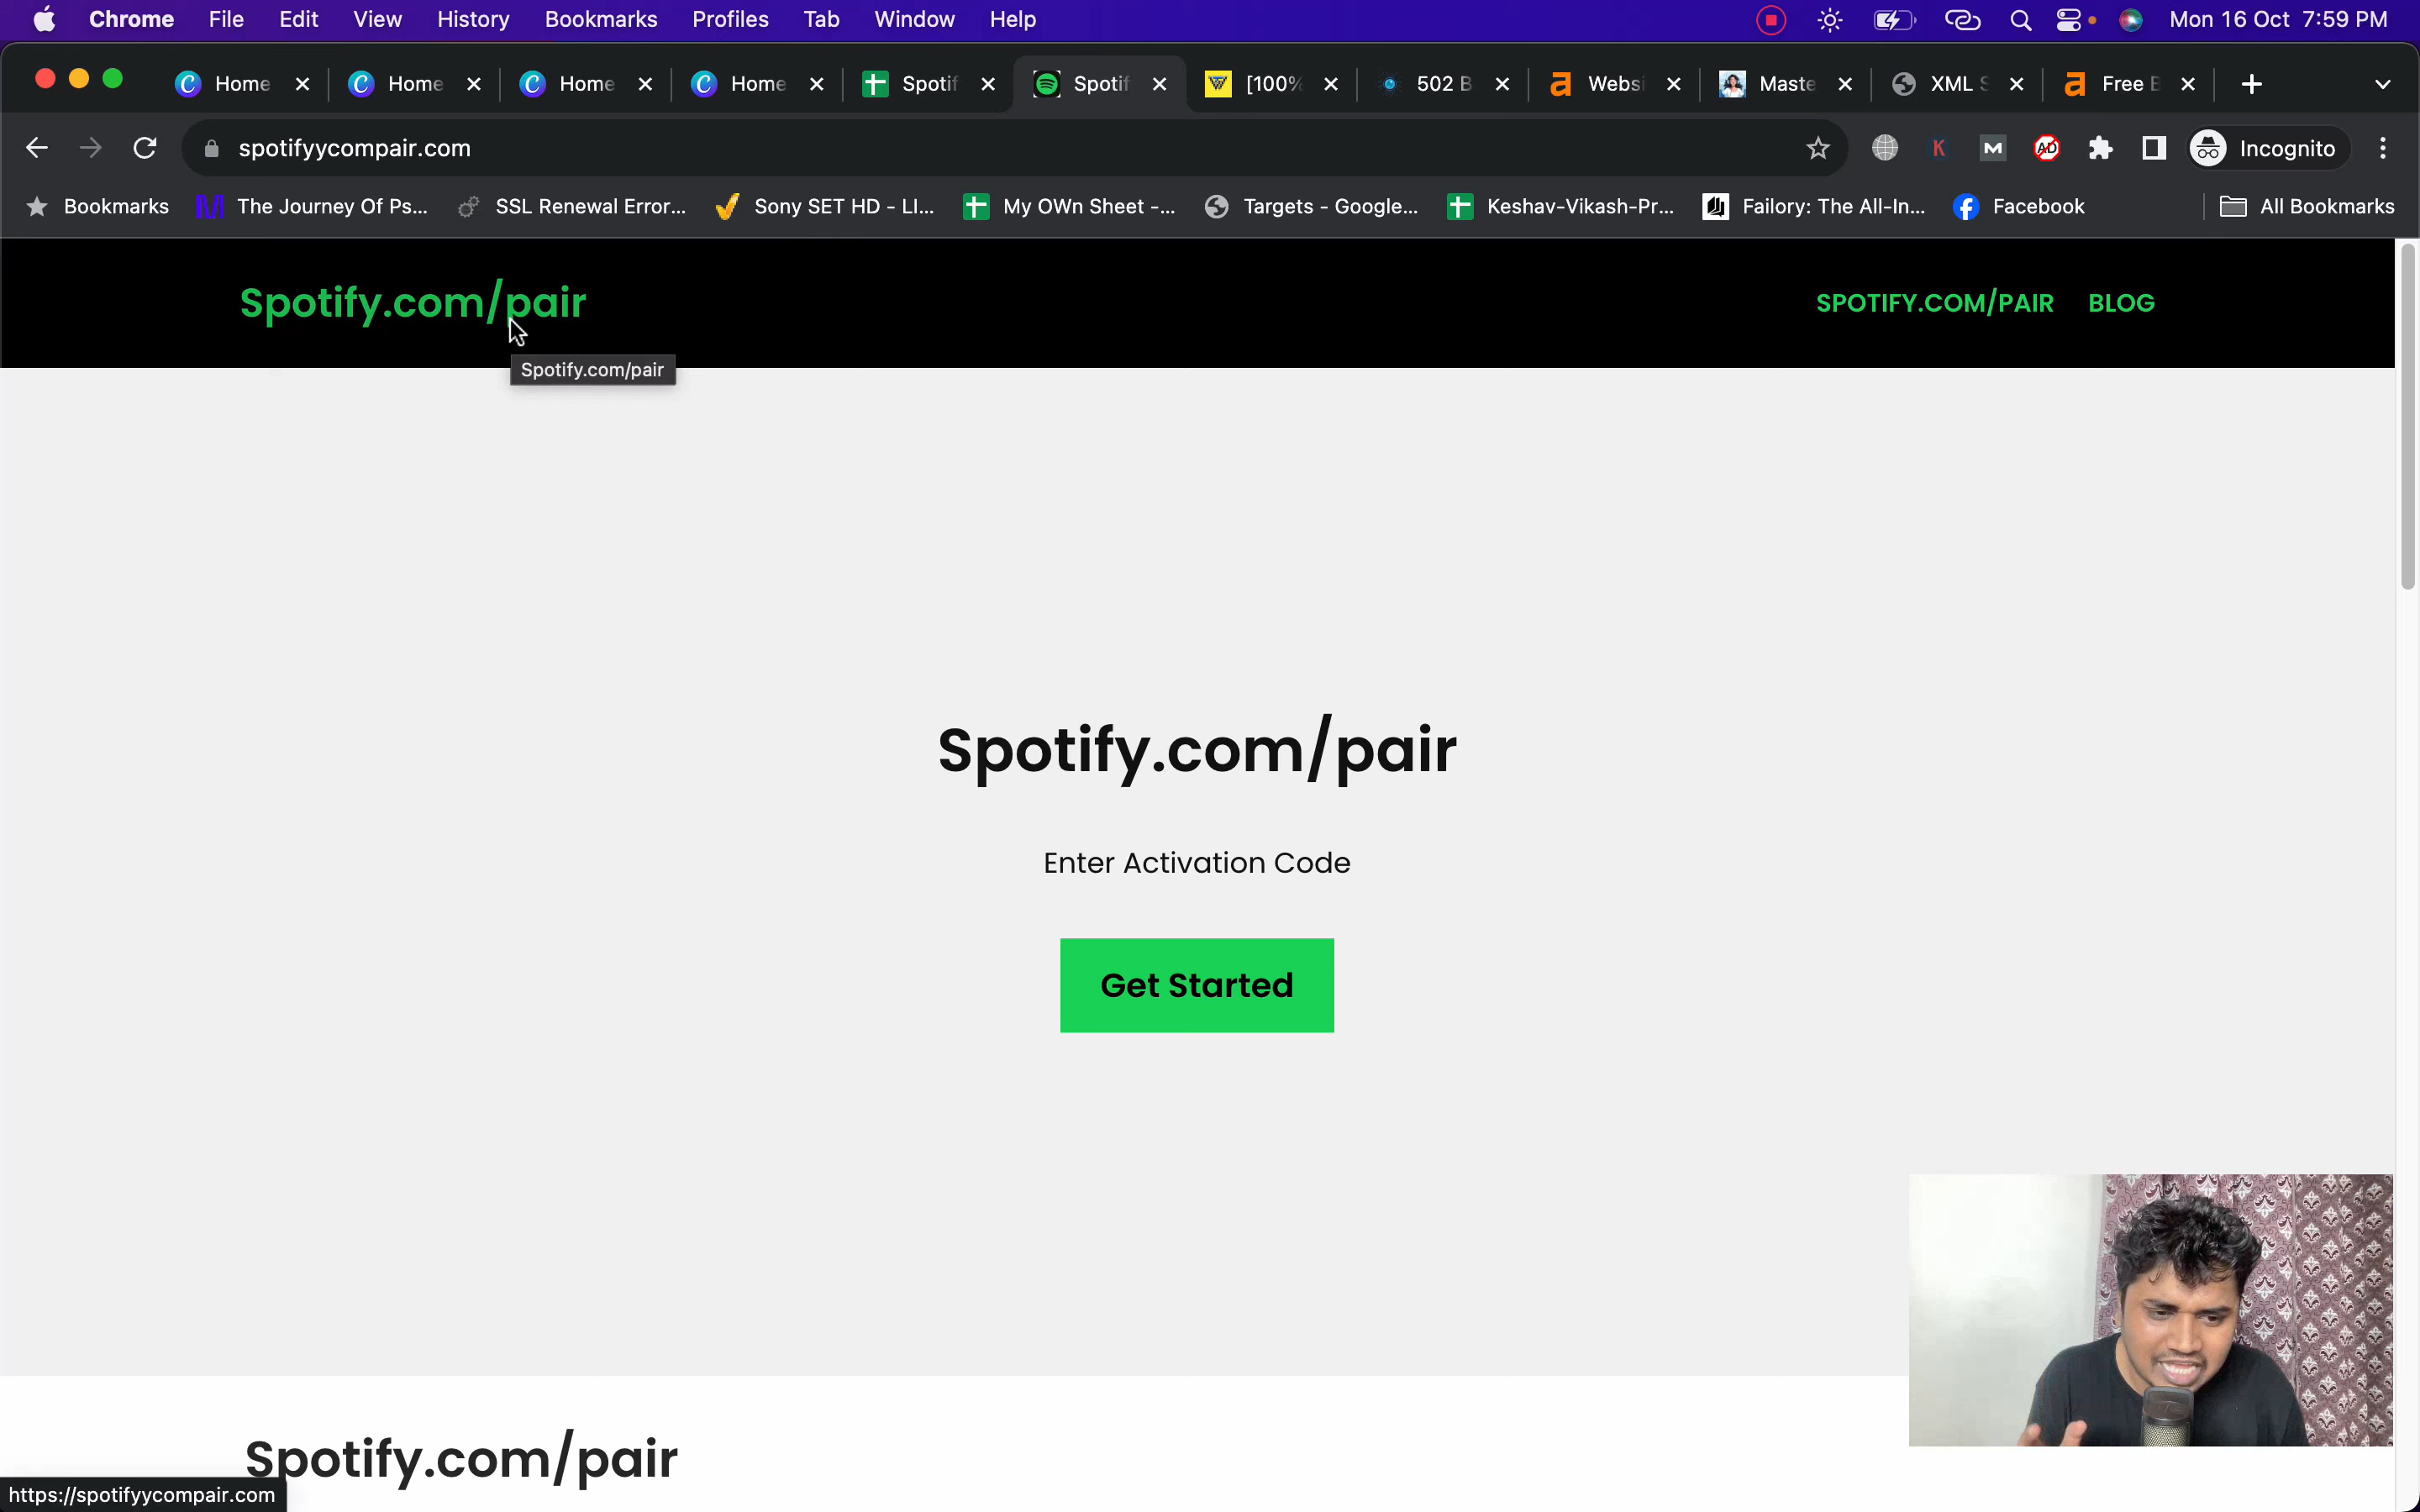 Chrome File Edit View History Bookmarks Profiles Tab Window Help Mon 16 Oct 7:59 PM
Home Home Home Home Spotif Spotif [100% 502 B Websi Maste XML S Free B
spotifyycompair.com Incognito
Bookmarks The Journey Of Ps... SSL Renewal Error... Sony SET HD - LI... My OWn Sheet -... Targets - Google... Keshav-Vikash-Pr... Failory: The All-In... Facebook All Bookmarks
Spotify.com/pair SPOTIFY.COM/PAIR BLOG
Spotify.com/pair
Spotify.com/pair
Enter Activation Code
Get Started
Spotify.com/pair
https://spotifyycompair.com